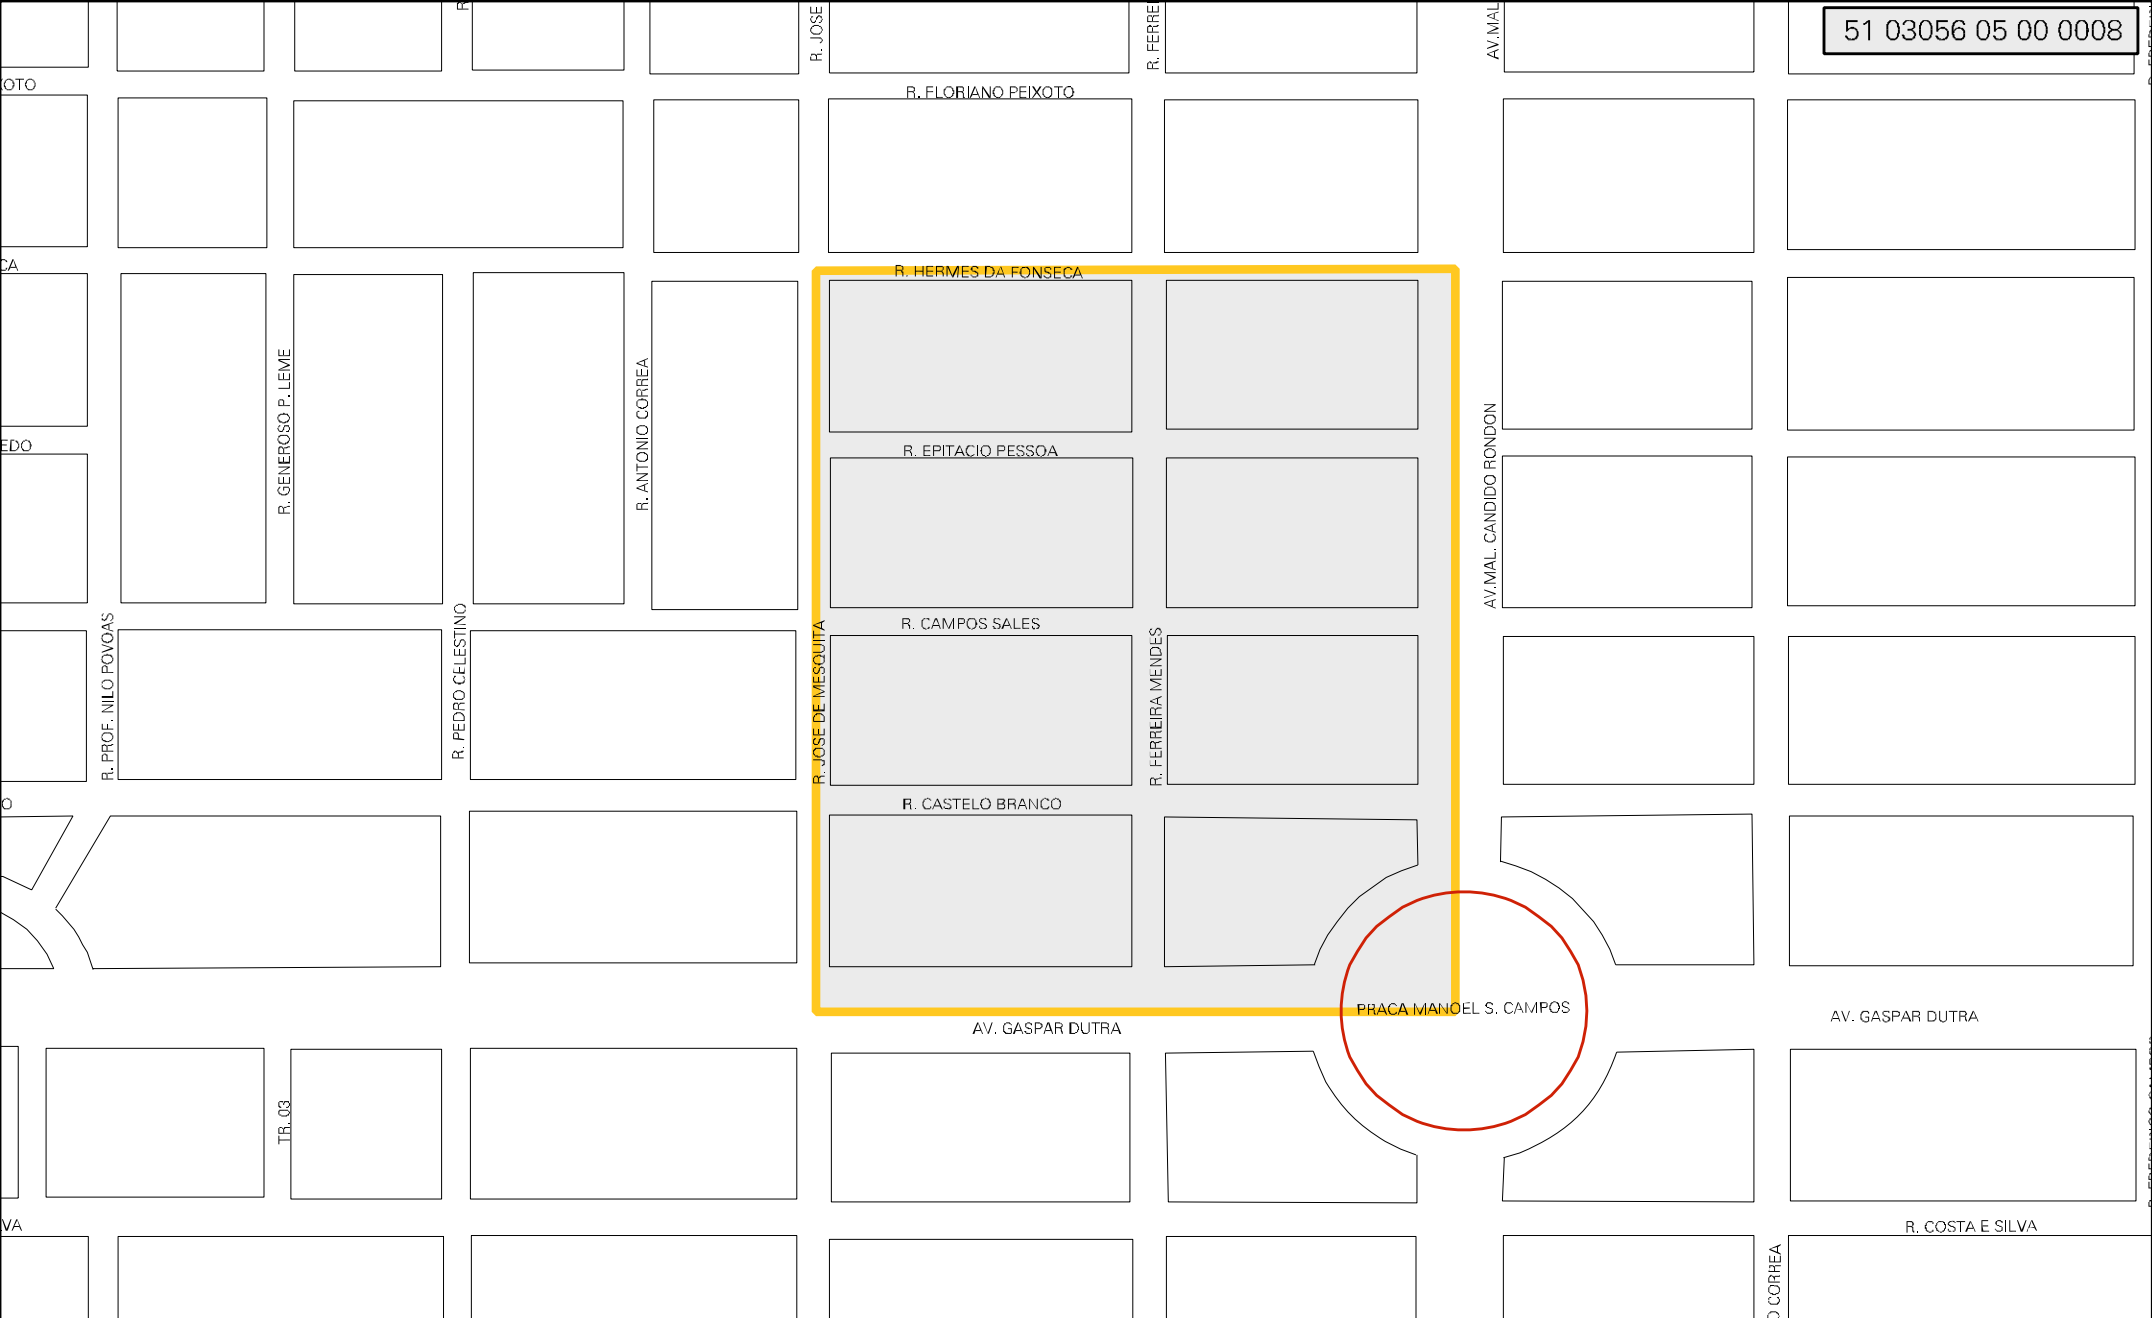 51 03056 05 00 0008
R. JOSE
R. FERREI
AV.MAL
OTO
R. FLORIANO PEIXOTO
CA
R. HERMES DA FONSECA
R. GENEROSO P. LEME
R. ANTONIO CORREA
EDO
R. EPITACIO PESSOA
AV.MAL. CANDIDO RONDON
R. PROF. NILO POVOAS
R. PEDRO CELESTINO
R. JOSE DE MESQUITA
R. CAMPOS SALES
R. FERREIRA MENDES
O
R. CASTELO BRANCO
PRACA MANOEL S. CAMPOS
AV. GASPAR DUTRA
AV. GASPAR DUTRA
TR. 03
VA
R. COSTA E SILVA
O CORREA